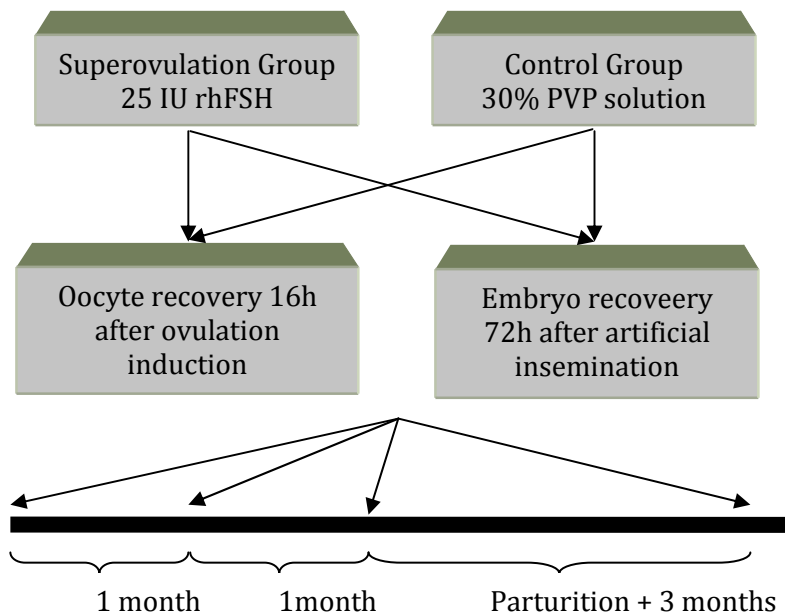 Superovulation Group
25 IU rhFSH
Control Group
30% PVP solution
Oocyte recovery 16h
after ovulation
induction
Embryo recoveery
72h after artificial
insemination
1 month
1month
Parturition + 3 months